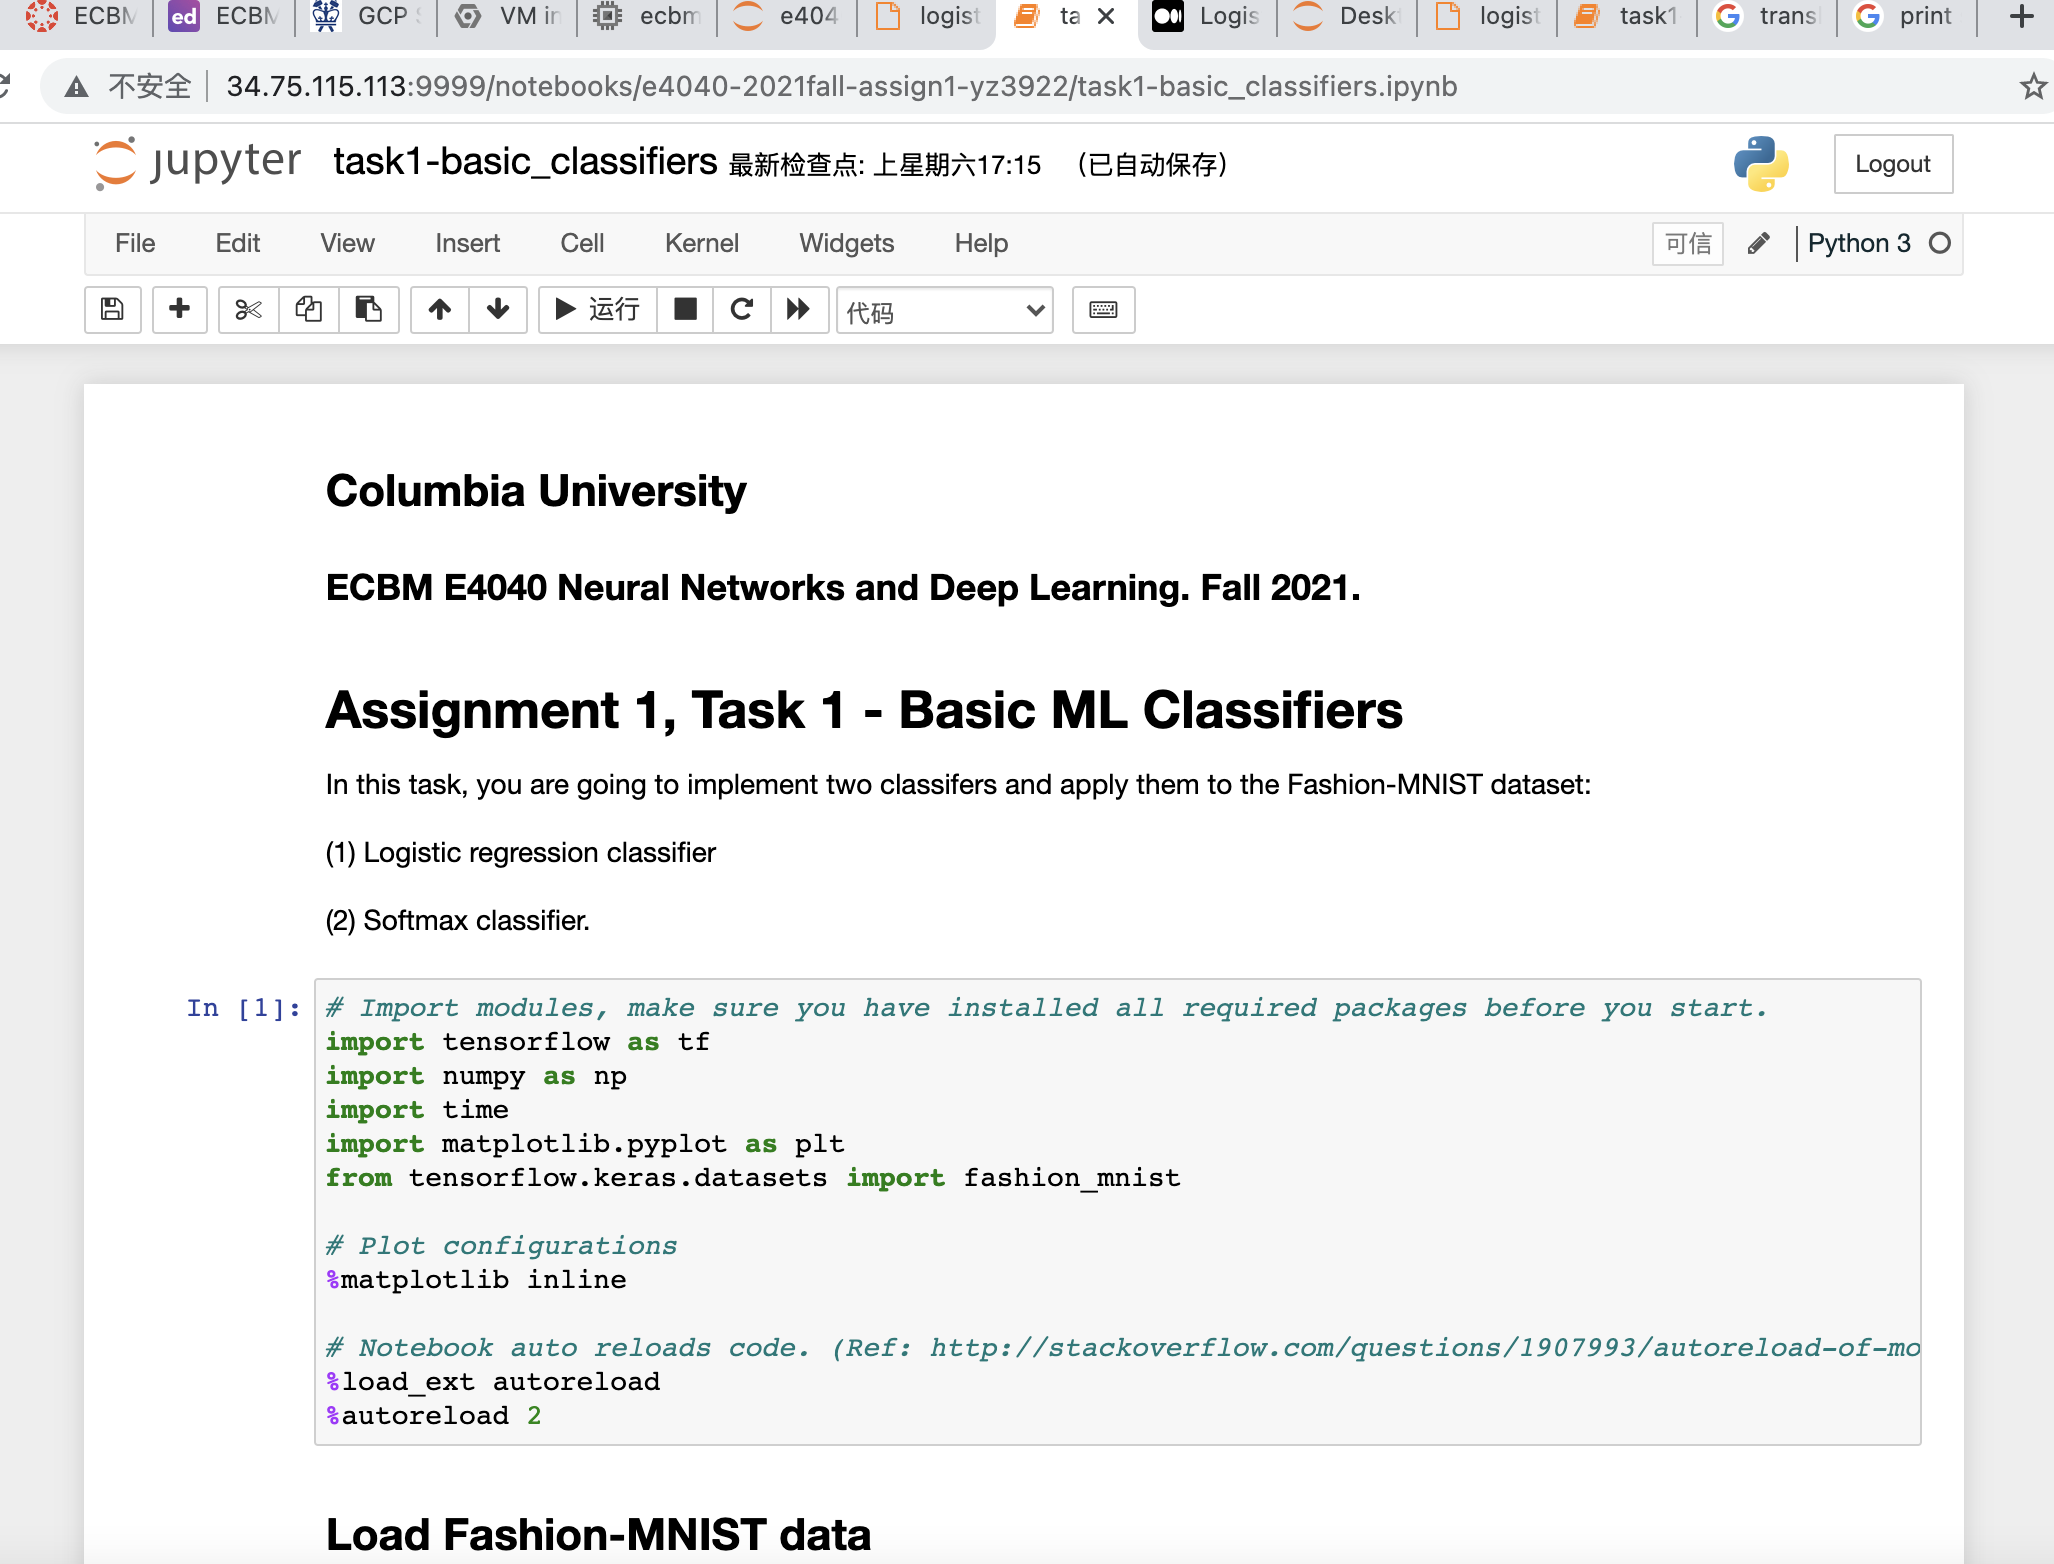 ECBM ECBM GCP S VM in ecbm e404 logist ta Logis Deskt logist task1 transl print
不安全 34.75.115.113:9999/notebooks/e4040-2021fall-assign1-yz3922/task1-basic_classifiers.ipynb
jupyter task1-basic_classifiers 最新检查点: 上星期六17:15 （已自动保存） Logout
File Edit View Insert Cell Kernel Widgets Help 可信 Python 3
运行 代码
Columbia University
ECBM E4040 Neural Networks and Deep Learning. Fall 2021.
Assignment 1, Task 1 - Basic ML Classifiers
In this task, you are going to implement two classifers and apply them to the Fashion-MNIST dataset:
(1) Logistic regression classifier
(2) Softmax classifier.
In [1]: # Import modules, make sure you have installed all required packages before you start.
import tensorflow as tf
import numpy as np
import time
import matplotlib.pyplot as plt
from tensorflow.keras.datasets import fashion_mnist
# Plot configurations
%matplotlib inline
# Notebook auto reloads code. (Ref: http://stackoverflow.com/questions/1907993/autoreload-of-mo
%load_ext autoreload
%autoreload 2
Load Fashion-MNIST data